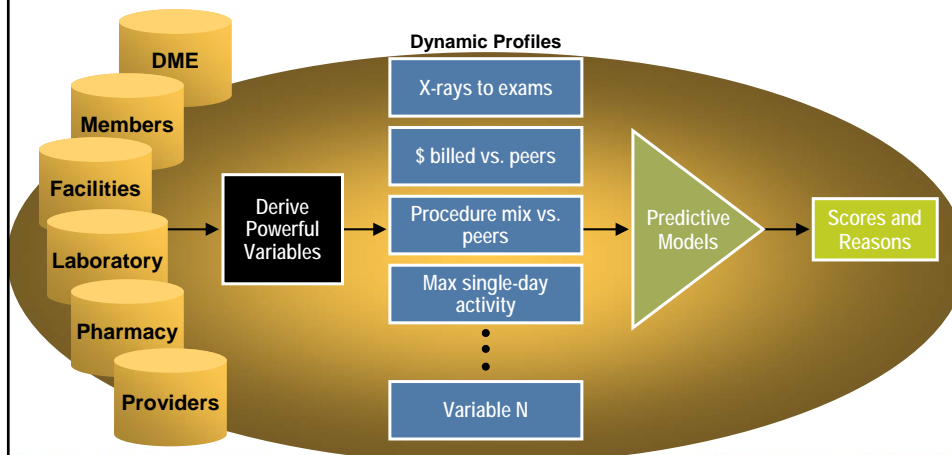 Dynamic Profiles
DME
Members
Facilities
Laboratory
Pharmacy
Providers
Derive
Powerful
Variables
X-rays to exams
$ billed vs. peers
Procedure mix vs.
peers
Max single-day
activity
Variable N
Predictive
Models
Scores and
Reasons